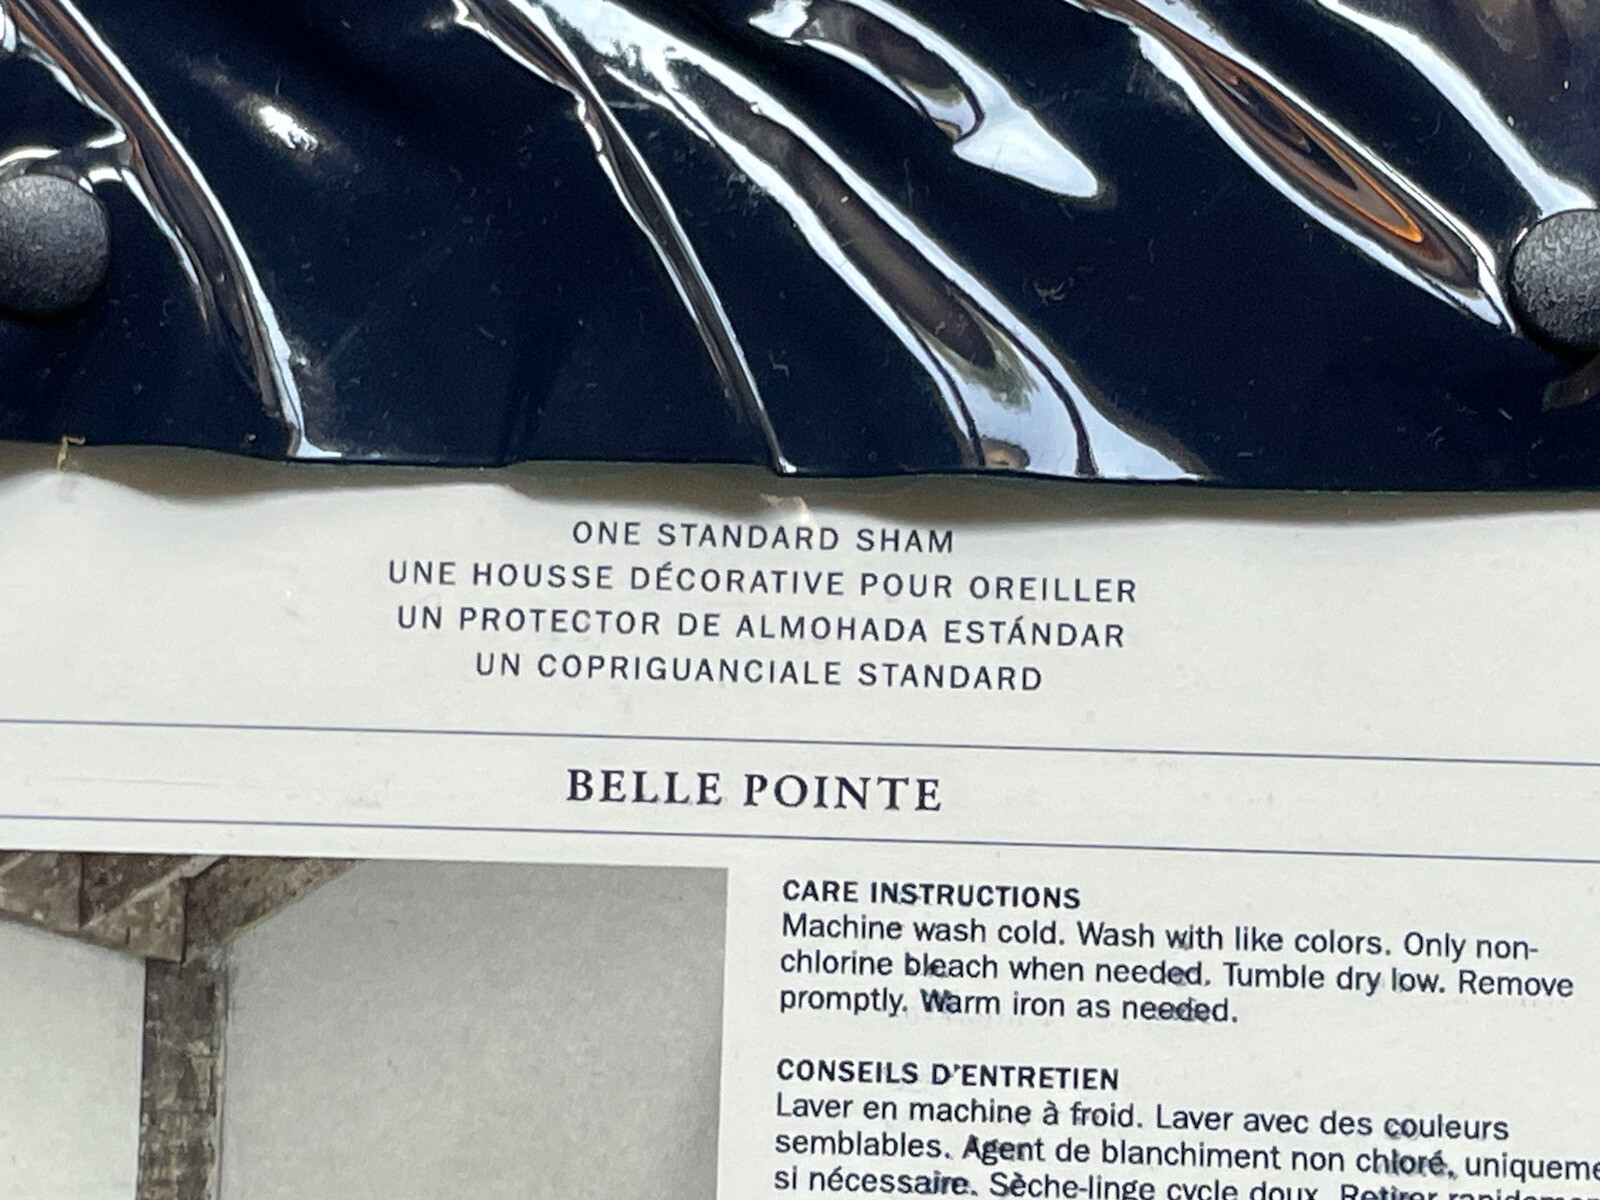 ONE STANDARD SHAM
UNE HOUSSE DÉCORATIVE POUR OREILLER
UN PROTECTOR DE ALMOHADA ESTÁNDAR
UN COPRIGUANCIALE STANDARD
BELLE POINTE
CARE INSTRUCTIONS
Machine wash cold. Wash with like colors. Only non-
chlorine bleach when needed. Tumble dry low. Remove
promptly. Warm iron as needed.
CONSEILS D'ENTRETIEN
Laver en machine à froid. Laver avec des couleurs
semblables. Agent de blanchiment non chloré, uniqueme
si nécessaire. Sèche-linge cycle doux. Retirer